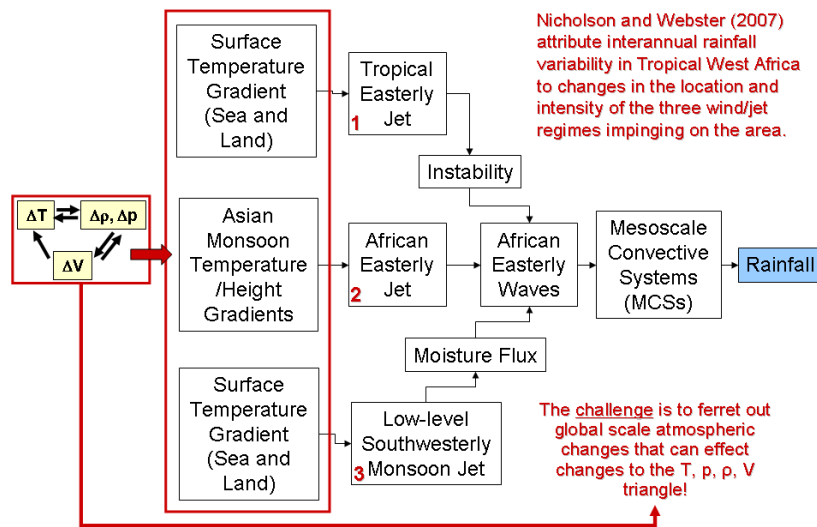 Surface
Temperature
Gradient
(Sea and
Land)
Tropical
Easterly
Jet
1
Nicholson and Webster (2007)
attribute interannual rainfall
variability in Tropical West Africa
to changes in the location and
intensity of the three wind/jet
regimes impinging on the area.
Instability
ΔT
Δρ, Δp
ΔV
Asian
Monsoon
Temperature
/Height
Gradients
African
Easterly
Jet
2
African
Easterly
Waves
Mesoscale
Convective
Systems
(MCSs)
Rainfall
Moisture Flux
Surface
Temperature
Gradient
(Sea and
Land)
Low-level
Southwesterly
Monsoon Jet
3
The challenge is to ferret out
global scale atmospheric
changes that can effect
changes to the T, p, ρ, V
triangle!